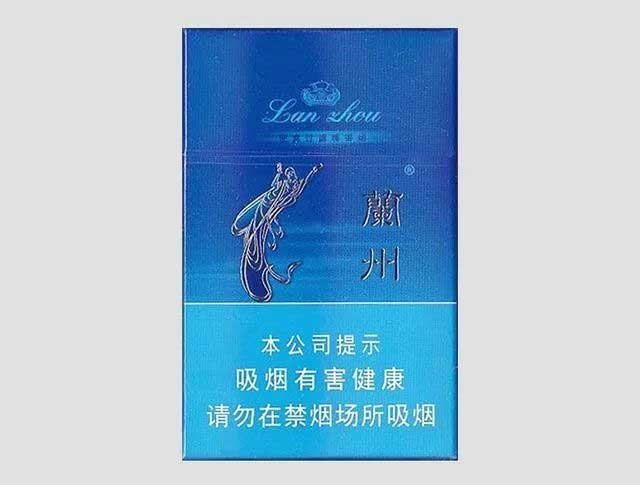 Lan zhou
®
蘭
州
本公司提示
吸烟有害健康
请勿在禁烟场所吸烟